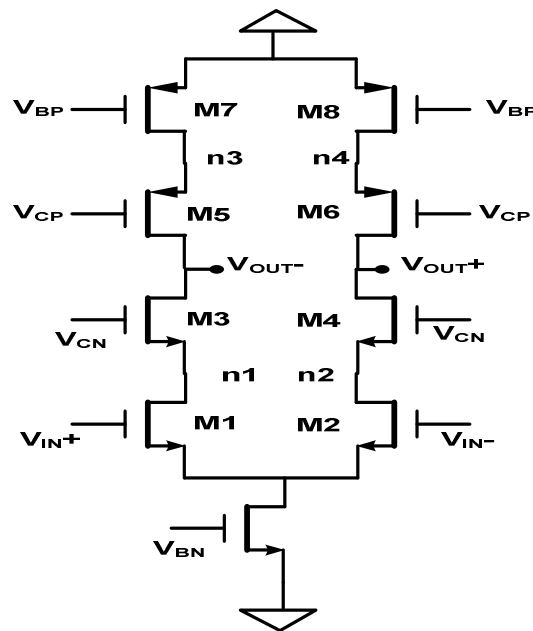 VBP M7 M8 VBP
n3 n4
VCP M5 M6 VCP
VOUT- VOUT+
M3 M4
VCN VCN
n1 n2
M1 M2
VIN+ VIN-
VBN